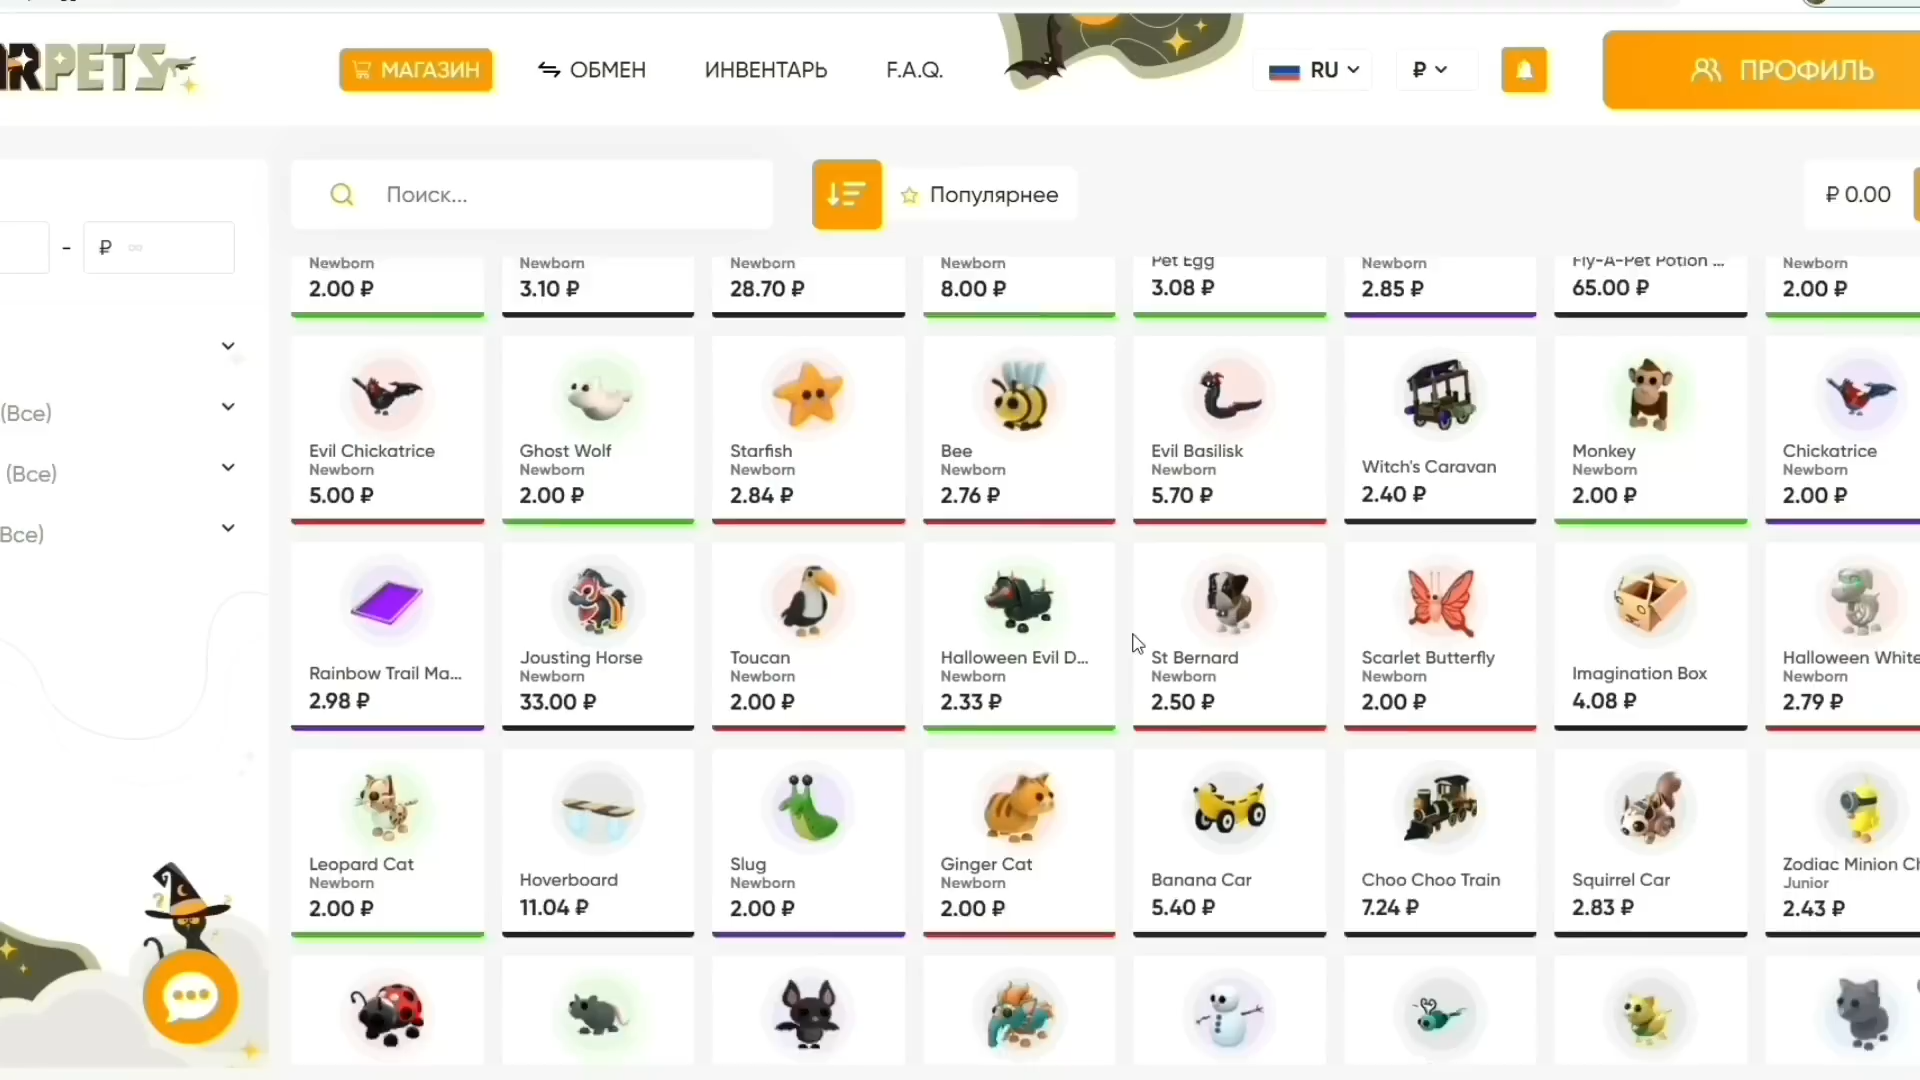 PETS
МАГАЗИН
ОБМЕН
ИНВЕНТАРЬ
F.A.Q.
RU
₽
ПРОФИЛЬ
Поиск...
Популярнее
₽ 0.00
- ₽ ∞
(Все)
(Все)
Все)
Newborn
2.00 ₽
Newborn
3.10 ₽
Newborn
28.70 ₽
Newborn
8.00 ₽
Pet Egg
3.08 ₽
Newborn
2.85 ₽
Fly-A-Pet Potion ...
65.00 ₽
Newborn
2.00 ₽
Evil Chickatrice
Newborn
5.00 ₽
Ghost Wolf
Newborn
2.00 ₽
Starfish
Newborn
2.84 ₽
Bee
Newborn
2.76 ₽
Evil Basilisk
Newborn
5.70 ₽
Witch's Caravan
2.40 ₽
Monkey
Newborn
2.00 ₽
Chickatrice
Newborn
2.00 ₽
Rainbow Trail Ma...
2.98 ₽
Jousting Horse
Newborn
33.00 ₽
Toucan
Newborn
2.00 ₽
Halloween Evil D...
Newborn
2.33 ₽
St Bernard
Newborn
2.50 ₽
Scarlet Butterfly
Newborn
2.00 ₽
Imagination Box
4.08 ₽
Halloween White
Newborn
2.79 ₽
Leopard Cat
Newborn
2.00 ₽
Hoverboard
11.04 ₽
Slug
Newborn
2.00 ₽
Ginger Cat
Newborn
2.00 ₽
Banana Car
5.40 ₽
Choo Choo Train
7.24 ₽
Squirrel Car
2.83 ₽
Zodiac Minion Ch
Junior
2.43 ₽